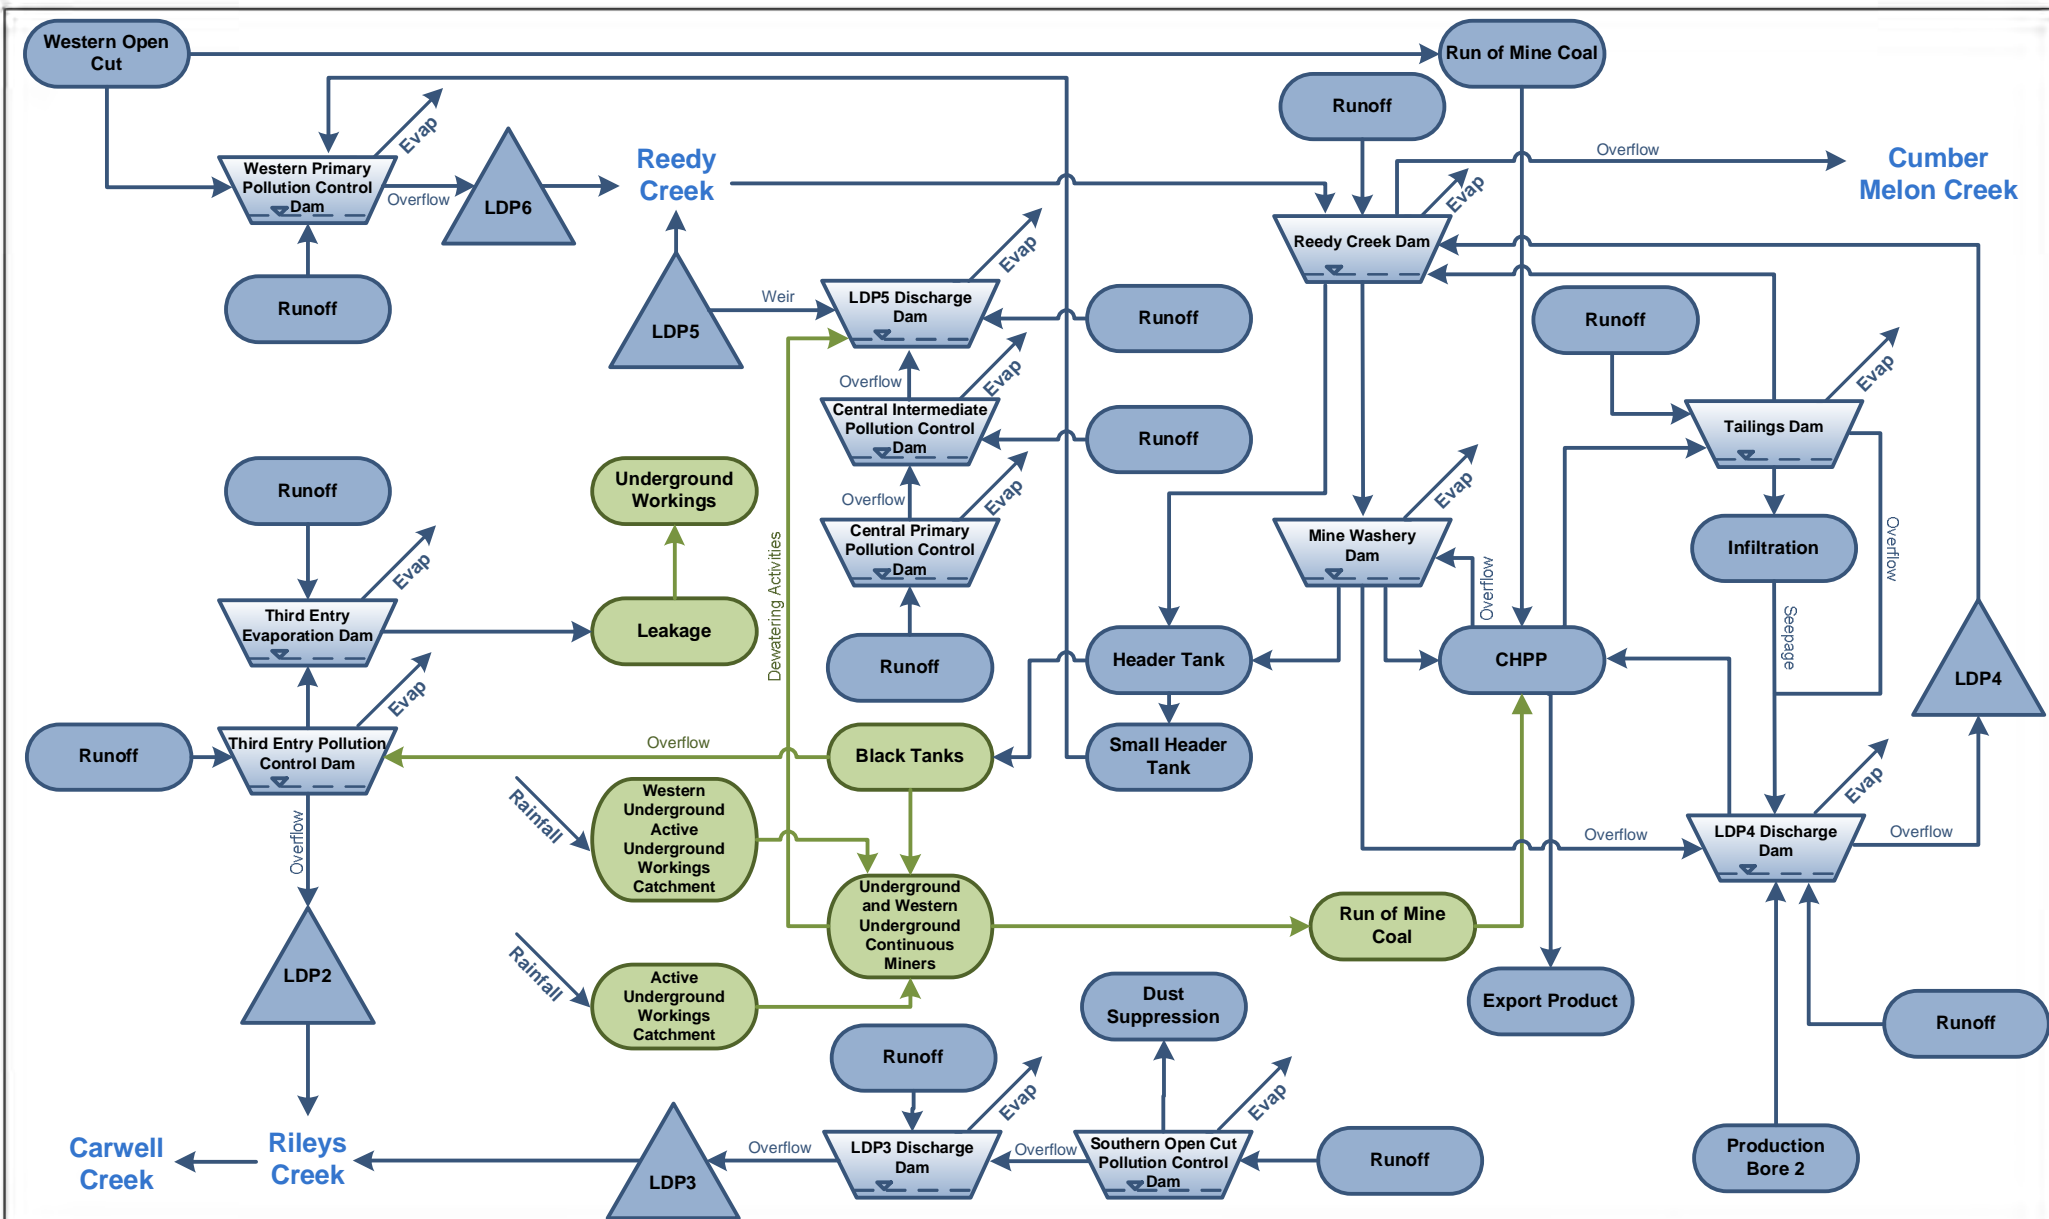 Western Open
Cut
Run of Mine Coal
Runoff
Evap
Western Primary
Pollution Control
Dam
Overflow
LDP6
Reedy
Creek
Overflow
Cumber
Melon Creek
Evap
Reedy Creek Dam
Runoff
LDP5
Weir
LDP5 Discharge
Dam
Evap
Runoff
Runoff
Overflow
Evap
Central Intermediate
Pollution Control
Dam
Runoff
Evap
Tailings Dam
Runoff
Underground
Workings
Overflow
Evap
Central Primary
Pollution Control
Dam
Evap
Mine Washery
Dam
Overflow
Infiltration
Overflow
Evap
Third Entry
Evaporation Dam
Leakage
Dewatering Activities
Runoff
Header Tank
CHPP
Seepage
LDP4
Evap
Runoff
Third Entry Pollution
Control Dam
Overflow
Black Tanks
Small Header
Tank
Evap
Overflow
Rainfall
Western
Underground
Active
Underground
Workings
Catchment
Overflow
LDP4 Discharge
Dam
Overflow
Underground
and Western
Underground
Continuous
Miners
Run of Mine
Coal
LDP2
Rainfall
Active
Underground
Workings
Catchment
Dust
Suppression
Export Product
Runoff
Runoff
Evap
Evap
Carwell
Creek
Rileys
Creek
LDP3
Overflow
LDP3 Discharge
Dam
Overflow
Southern Open Cut
Pollution Control
Dam
Runoff
Production
Bore 2